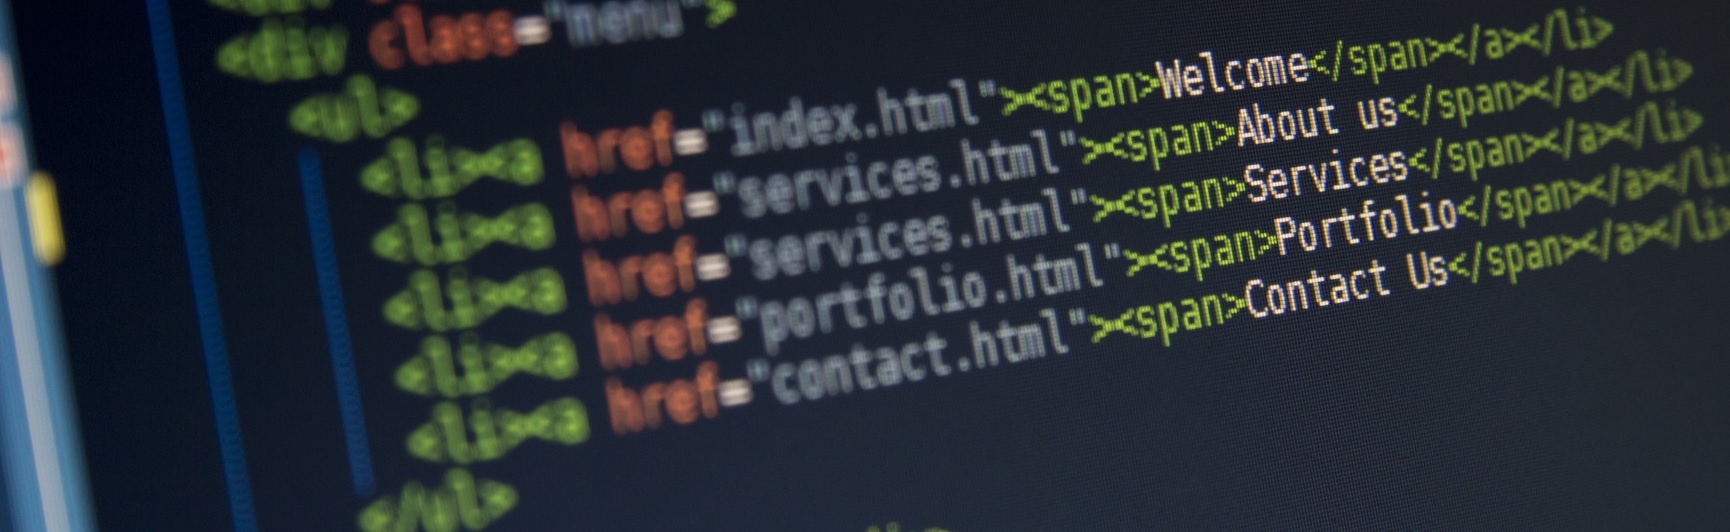 <div class="menu">
<ul>
<li><a href="index.html"><span>Welcome</span></a></li>
<li><a href="services.html"><span>About us</span></a></li>
<li><a href="services.html"><span>Services</span></a></li>
<li><a href="portfolio.html"><span>Portfolio</span></a></li>
<li><a href="contact.html"><span>Contact Us</span></a></li>
</ul>